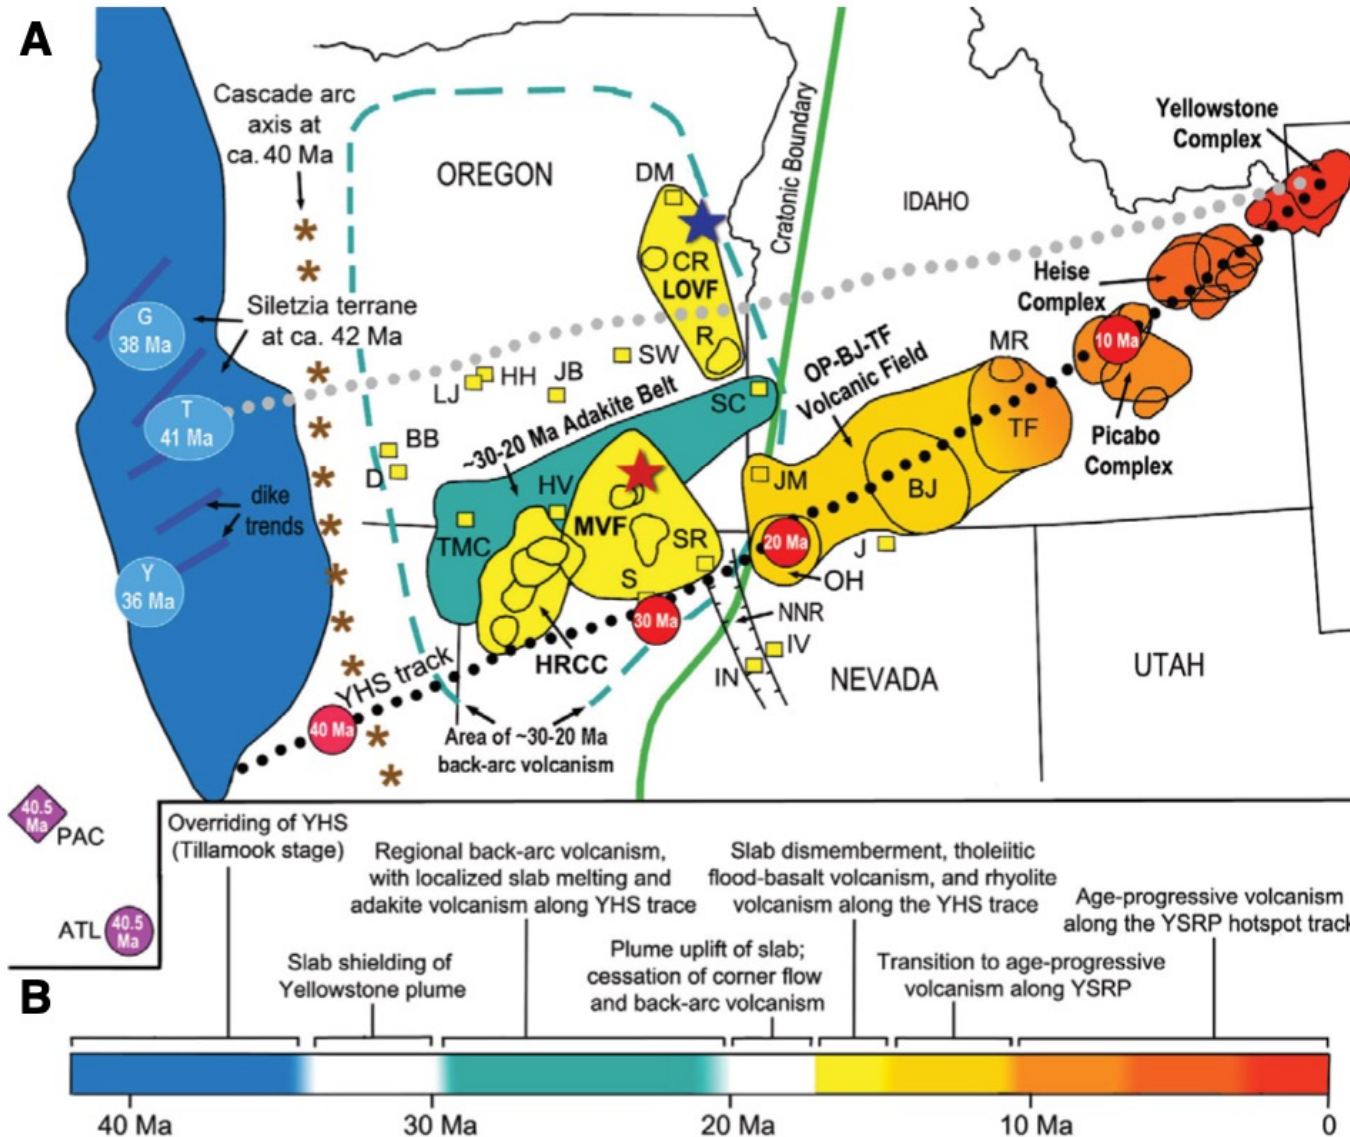 A
Cascade arc
axis at
ca. 40 Ma
OREGON
DM
Cratonic Boundary
IDAHO
Yellowstone
Complex
CR
LOVF
R
Heise
Complex
G
38 Ma
Siletzia terrane
at ca. 42 Ma
SW
HH
LJ
JB
10 Ma
MR
OP-BJ-TF
Volcanic Field
T
41 Ma
~30-20 Ma Adakite Belt
SC
TF
Picabo
Complex
BB
D
HV
JM
BJ
dike
trends
TMC
MVF
SR
20 Ma
J
OH
Y
36 Ma
S
30 Ma
NNR
IV
IN
HRCC
NEVADA
UTAH
YHS track
40 Ma
Area of ~30-20 Ma
back-arc volcanism
40.5
Ma
PAC
ATL
40.5
Ma
Overriding of YHS
(Tillamook stage)
Regional back-arc volcanism,
with localized slab melting and
adakite volcanism along YHS trace
Slab dismemberment, tholeiitic
flood-basalt volcanism, and rhyolite
volcanism along the YHS trace
Age-progressive volcanism
along the YSRP hotspot track
Slab shielding of
Yellowstone plume
Plume uplift of slab;
cessation of corner flow
and back-arc volcanism
Transition to age-progressive
volcanism along YSRP
B
40 Ma
30 Ma
20 Ma
10 Ma
0